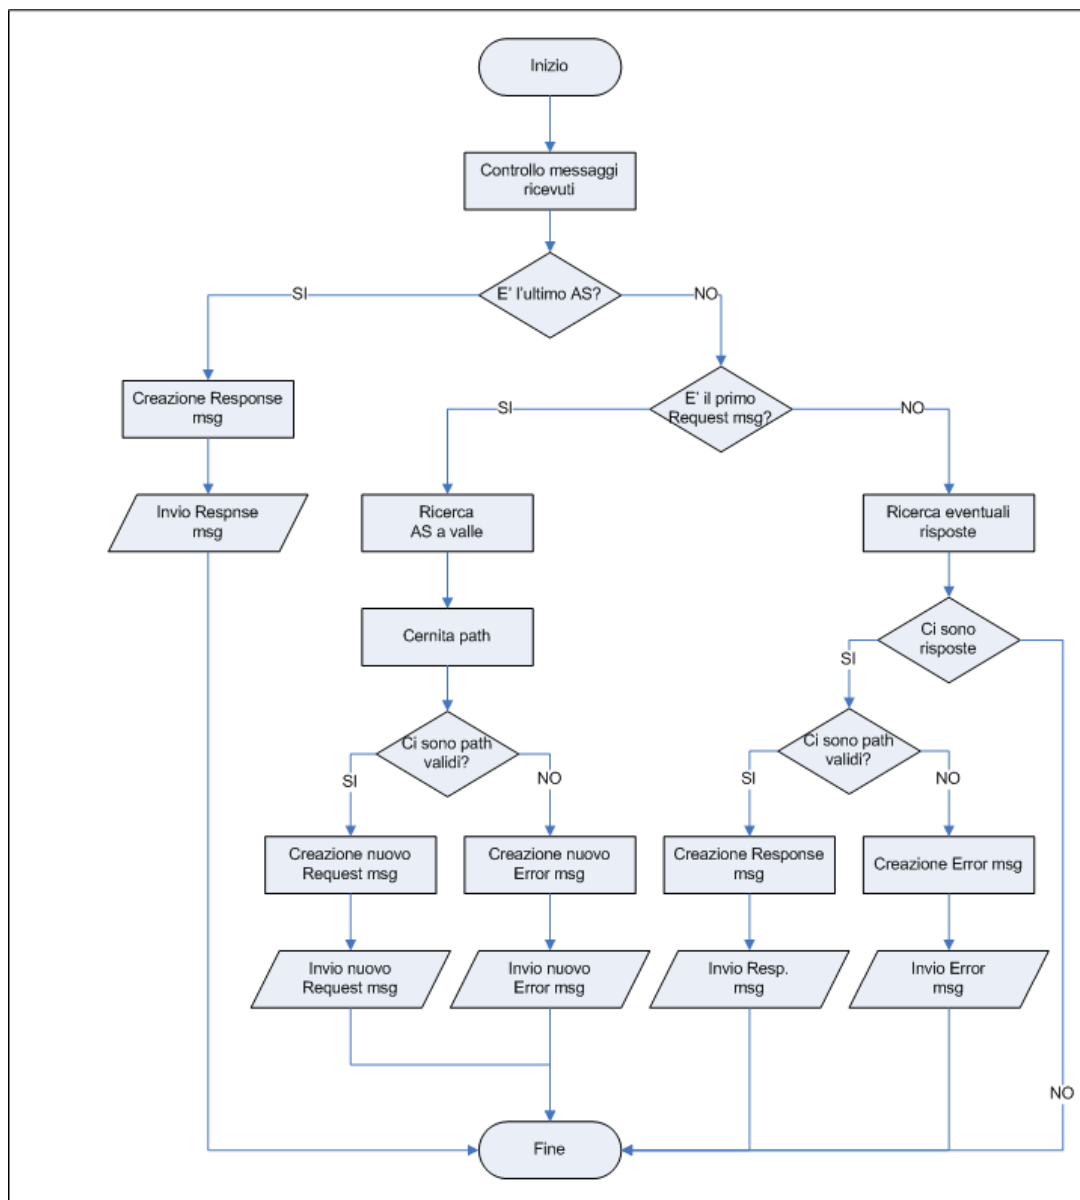 Inizio
Controllo messaggi
ricevuti
E' l'ultimo AS?
SI
NO
E' il primo
Request msg?
SI
NO
Creazione Response
msg
Invio Respnse
msg
Ricerca
AS a valle
Ricerca eventuali
risposte
Cernita path
Ci sono
risposte
SI
NO
Ci sono path
validi?
SI
NO
Ci sono path
validi?
SI
NO
Creazione nuovo
Request msg
Creazione nuovo
Error msg
Creazione Response
msg
Creazione Error msg
Invio nuovo
Request msg
Invio nuovo
Error msg
Invio Resp.
msg
Invio Error
msg
Fine